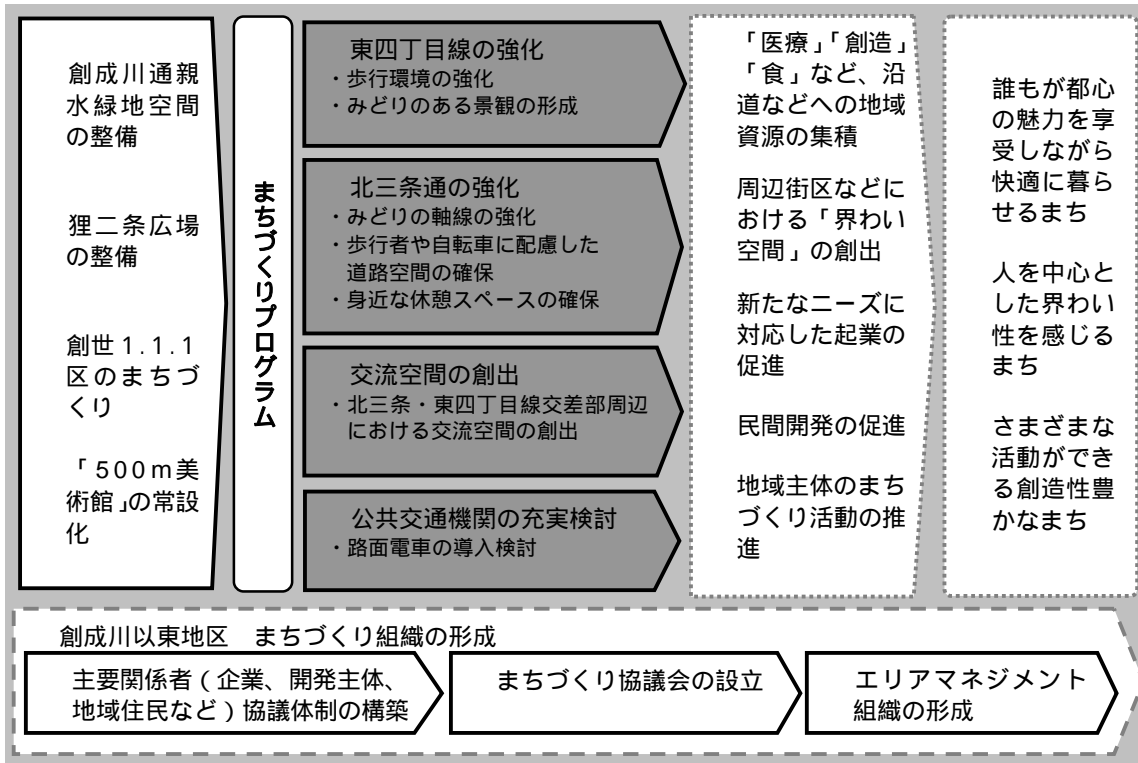 創成川通親
水緑地空間
の整備
狸二条広場
の整備
創世1.1.1
区のまちづ
くり
「500m美
術館」の常設
化
まちづくりプログラム
東四丁目線の強化
・歩行環境の強化
・みどりのある景観の形成
北三条通の強化
・みどりの軸線の強化
・歩行者や自転車に配慮した
道路空間の確保
・身近な休憩スペースの確保
交流空間の創出
・北三条・東四丁目線交差部周辺
における交流空間の創出
公共交通機関の充実検討
・路面電車の導入検討
「医療」「創造」
「食」など、沿
道などへの地域
資源の集積
周辺街区などに
おける「界わい
空間」の創出
新たなニーズに
対応した起業の
促進
民間開発の促進
地域主体のまち
づくり活動の推
進
誰もが都心
の魅力を享
受しながら
快適に暮ら
せるまち
人を中心と
した界わい
性を感じる
まち
さまざまな
活動ができ
る創造性豊
かなまち
創成川以東地区　まちづくり組織の形成
主要関係者（企業、開発主体、
地域住民など）協議体制の構築
まちづくり協議会の設立
エリアマネジメント
組織の形成